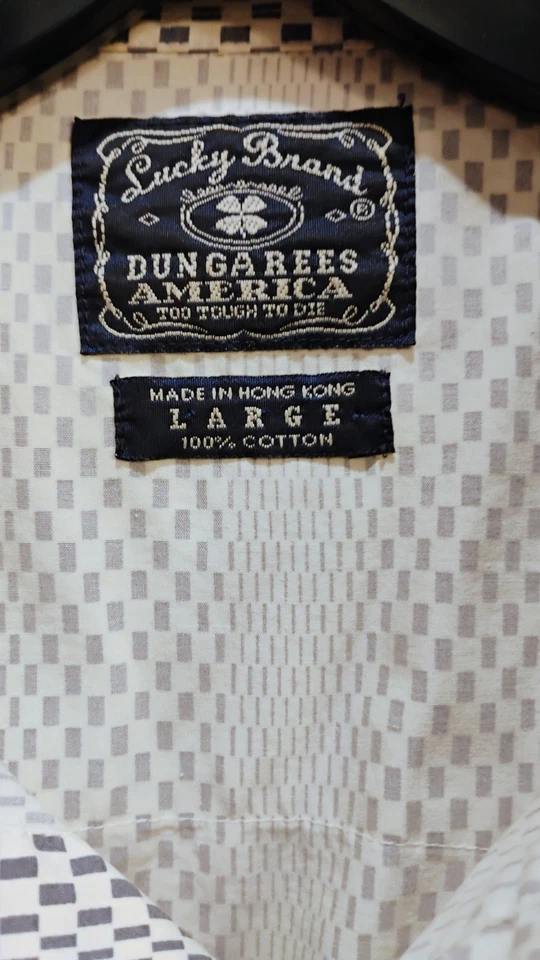 Lucky Brand
®
DUNGAREES
AMERICA
TOO TOUGH TO DIE
MADE IN HONG KONG
LARGE
100% COTTON